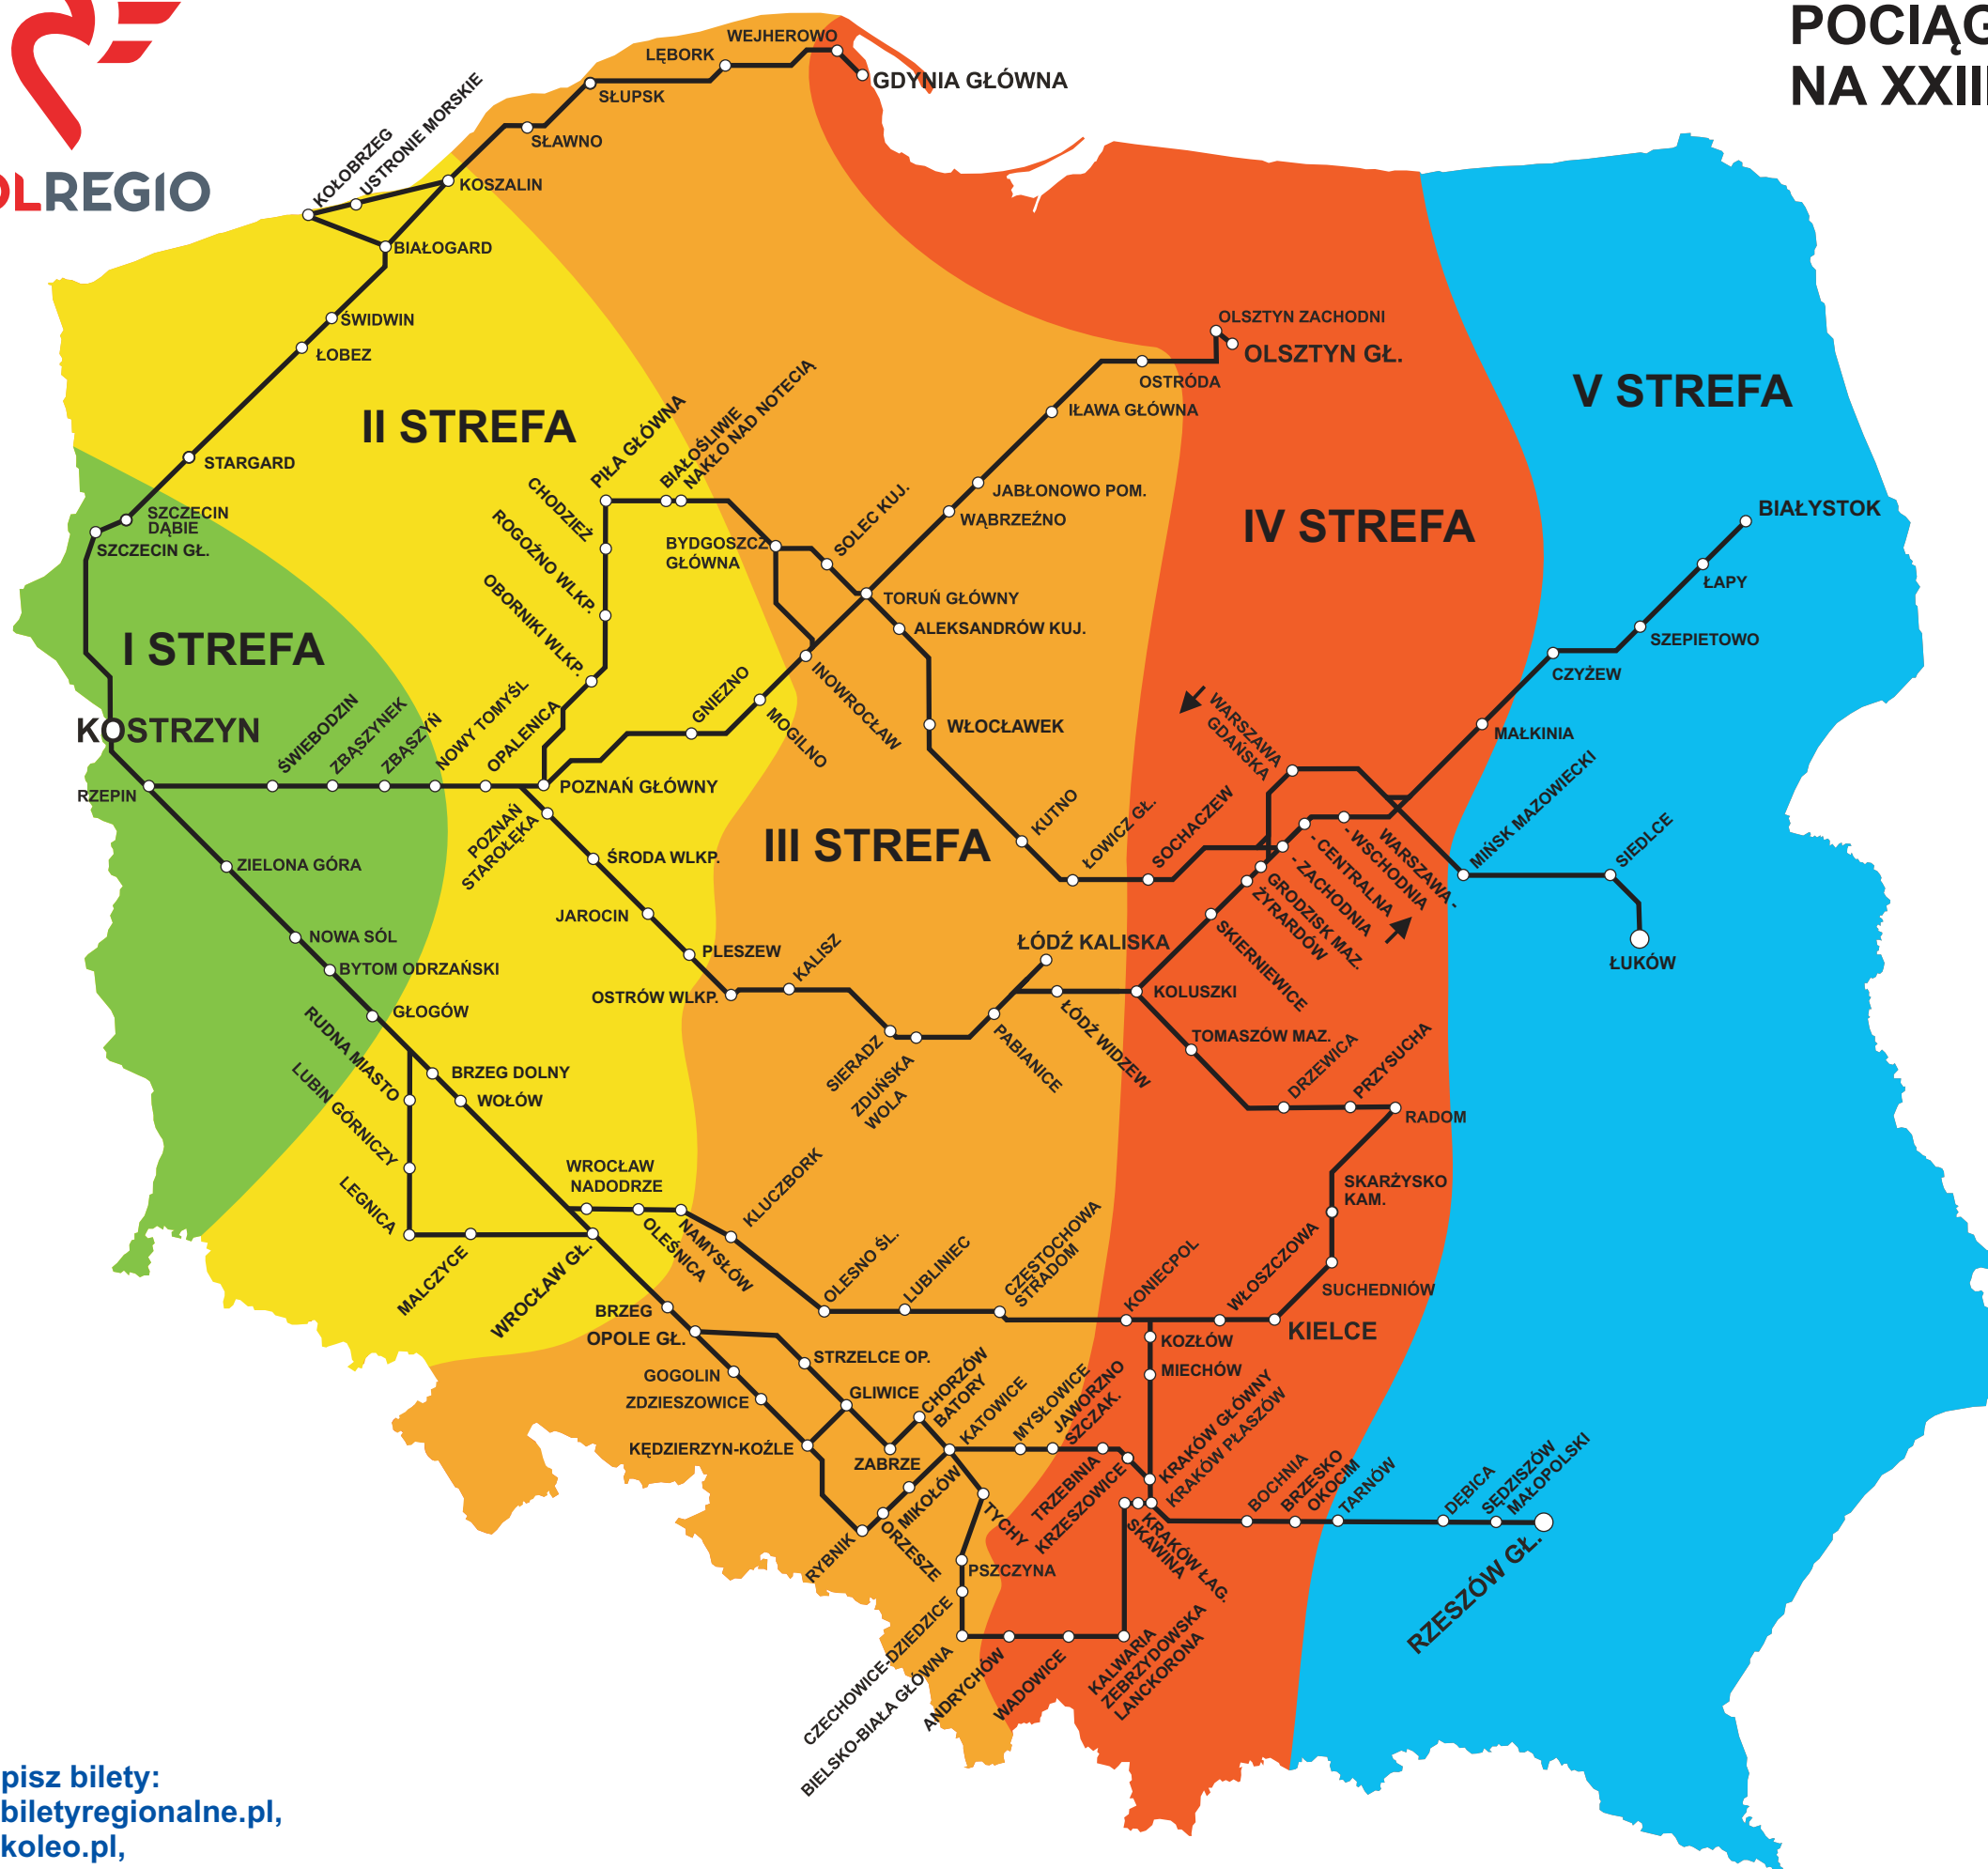 POCIĄG
NA XXIII
OLREGIO
WEJHEROWO
LĘBORK
GDYNIA GŁÓWNA
SŁUPSK
SŁAWNO
KOŁOBRZEG
USTRONIE MORSKIE
KOSZALIN
BIAŁOGARD
ŚWIDWIN
ŁOBEZ
STARGARD
SZCZECIN
DĄBIE
SZCZECIN GŁ.
II STREFA
I STREFA
III STREFA
IV STREFA
V STREFA
OLSZTYN ZACHODNI
OLSZTYN GŁ.
OSTRÓDA
IŁAWA GŁÓWNA
JABŁONOWO POM.
WĄBRZEŹNO
PIŁA GŁÓWNA
BIAŁOŚLIWIE
NAKŁO NAD NOTECIĄ
CHODZIEŻ
ROGOŹNO WLKP.
OBORNIKI WLKP.
BYDGOSZCZ
GŁÓWNA
SOLEC KUJ.
TORUŃ GŁÓWNY
ALEKSANDRÓW KUJ.
INOWROCŁAW
MOGILNO
GNIEZNO
WŁOCŁAWEK
BIAŁYSTOK
ŁAPY
SZEPIETOWO
CZYŻEW
MAŁKINIA
KOSTRZYN
RZEPIN
ŚWIEBODZIN
ZBĄSZYNEK
ZBĄSZYŃ
NOWY TOMYŚL
OPALENICA
POZNAŃ GŁÓWNY
POZNAŃ
STAROŁĘKA
ŚRODA WLKP.
JAROCIN
PLESZEW
OSTRÓW WLKP.
KALISZ
SIERADZ
ZDUŃSKA
WOLA
PABIANICE
ŁÓDŹ KALISKA
ŁÓDŹ WIDZEW
KOLUSZKI
KUTNO
ŁOWICZ GŁ.
SOCHACZEW
WARSZAWA
GDAŃSKA
WARSZAWA -
- WSCHODNIA
- CENTRALNA
- ZACHODNIA
GRODZISK MAZ.
ŻYRARDÓW
SKIERNIEWICE
MIŃSK MAZOWIECKI
SIEDLCE
ŁUKÓW
TOMASZÓW MAZ.
DRZEWICA
PRZYSUCHA
RADOM
SKARŻYSKO
KAM.
SUCHEDNIÓW
KIELCE
WŁOSZCZOWA
KONIECPOL
ZIELONA GÓRA
NOWA SÓL
BYTOM ODRZAŃSKI
GŁOGÓW
RUDNA MIASTO
LUBIN GÓRNICZY
LEGNICA
MALCZYCE
BRZEG DOLNY
WOŁÓW
WROCŁAW
NADODRZE
WROCŁAW GŁ.
OLEŚNICA
NAMYSŁÓW
KLUCZBORK
OLESNO ŚL.
LUBLINIEC
CZĘSTOCHOWA
STRADOM
BRZEG
OPOLE GŁ.
GOGOLIN
ZDZIESZOWICE
KĘDZIERZYN-KOŹLE
STRZELCE OP.
GLIWICE
ZABRZE
CHORZÓW
BATORY
KATOWICE
MYSŁOWICE
JAWORZNO
SZCZAK.
TRZEBINIA
KRZESZOWICE
KOZŁÓW
MIECHÓW
KRAKÓW GŁÓWNY
KRAKÓW PŁASZÓW
KRAKÓW ŁAG.
SKAWINA
BOCHNIA
BRZESKO
OKOCIM
TARNÓW
DĘBICA
SĘDZISZÓW
MAŁOPOLSKI
RZESZÓW GŁ.
RYBNIK
ORZESZE
MIKOŁÓW
TYCHY
PSZCZYNA
CZECHOWICE-DZIEDZICE
BIELSKO-BIAŁA GŁÓWNA
ANDRYCHÓW
WADOWICE
KALWARIA
ZEBRZYDOWSKA
LANCKORONA
pisz bilety:
biletyregionalne.pl,
koleo.pl,